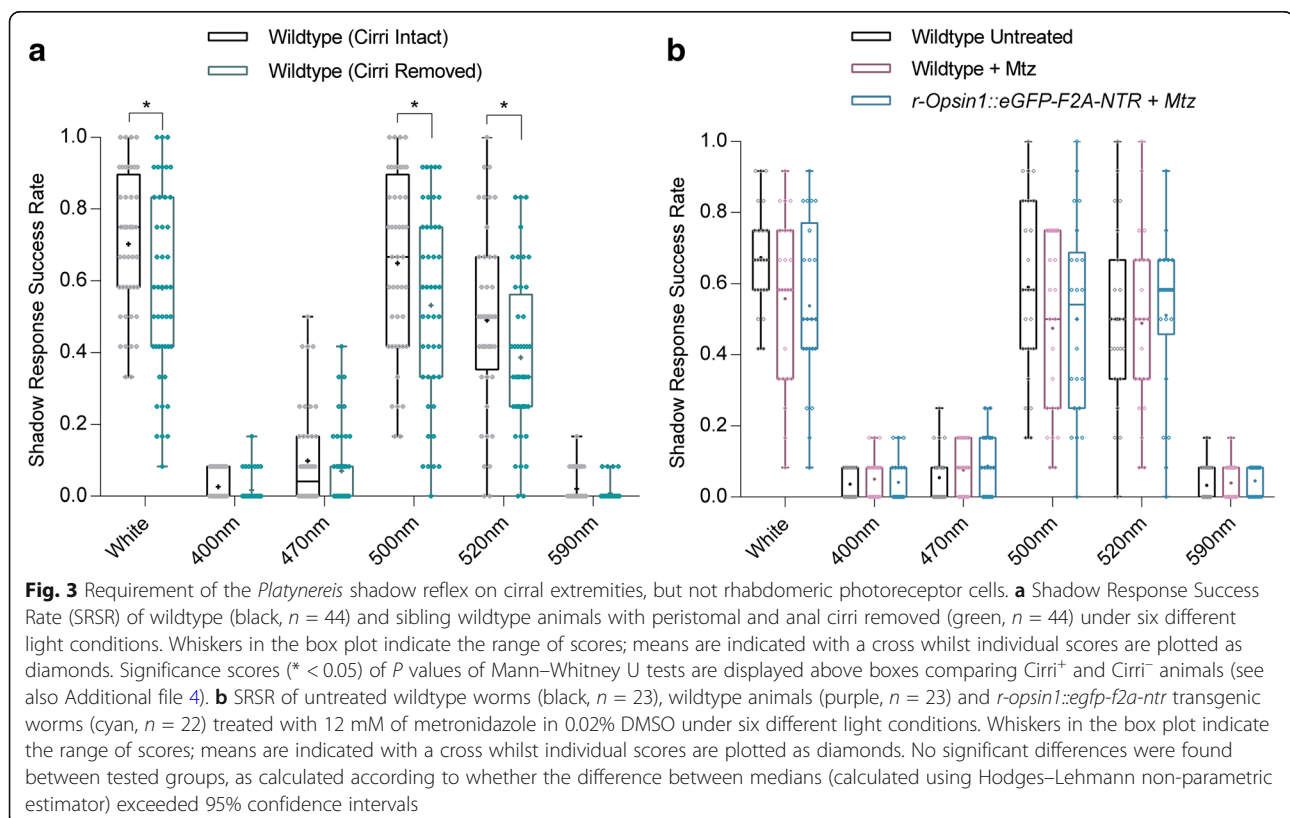 a
Wildtype (Cirri Intact)
Wildtype (Cirri Removed)
*
*
*
Shadow Response Success Rate
1.0
0.8
0.6
0.4
0.2
0.0
White
400nm
470nm
500nm
520nm
590nm
b
Wildtype Untreated
Wildtype + Mtz
r-Opsin1::eGFP-F2A-NTR + Mtz
Shadow Response Success Rate
1.0
0.8
0.6
0.4
0.2
0.0
White
400nm
470nm
500nm
520nm
590nm
Fig. 3 Requirement of the Platynereis shadow reflex on cirral extremities, but not rhabdomeric photoreceptor cells. a Shadow Response Success
Rate (SRSR) of wildtype (black, n = 44) and sibling wildtype animals with peristomal and anal cirri removed (green, n = 44) under six different
light conditions. Whiskers in the box plot indicate the range of scores; means are indicated with a cross whilst individual scores are plotted as
diamonds. Significance scores (* < 0.05) of P values of Mann–Whitney U tests are displayed above boxes comparing Cirri⁺ and Cirri⁻ animals (see
also Additional file 4). b SRSR of untreated wildtype worms (black, n = 23), wildtype animals (purple, n = 23) and r-opsin1::egfp-f2a-ntr transgenic
worms (cyan, n = 22) treated with 12 mM of metronidazole in 0.02% DMSO under six different light conditions. Whiskers in the box plot indicate
the range of scores; means are indicated with a cross whilst individual scores are plotted as diamonds. No significant differences were found
between tested groups, as calculated according to whether the difference between medians (calculated using Hodges–Lehmann non-parametric
estimator) exceeded 95% confidence intervals